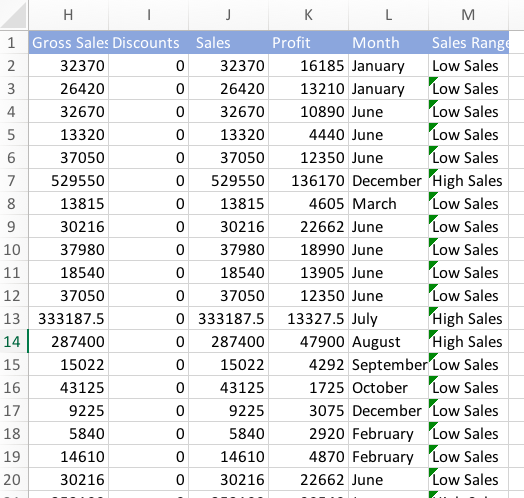 H I J K L M
1 Gross Sales Discounts Sales Profit Month Sales Range
2 32370 0 32370 16185 January Low Sales
3 26420 0 26420 13210 January Low Sales
4 32670 0 32670 10890 June Low Sales
5 13320 0 13320 4440 June Low Sales
6 37050 0 37050 12350 June Low Sales
7 529550 0 529550 136170 December High Sales
8 13815 0 13815 4605 March Low Sales
9 30216 0 30216 22662 June Low Sales
10 37980 0 37980 18990 June Low Sales
11 18540 0 18540 13905 June Low Sales
12 37050 0 37050 12350 June Low Sales
13 333187.5 0 333187.5 13327.5 July High Sales
14 287400 0 287400 47900 August High Sales
15 15022 0 15022 4292 September Low Sales
16 43125 0 43125 1725 October Low Sales
17 9225 0 9225 3075 December Low Sales
18 5840 0 5840 2920 February Low Sales
19 14610 0 14610 4870 February Low Sales
20 30216 0 30216 22662 June Low Sales